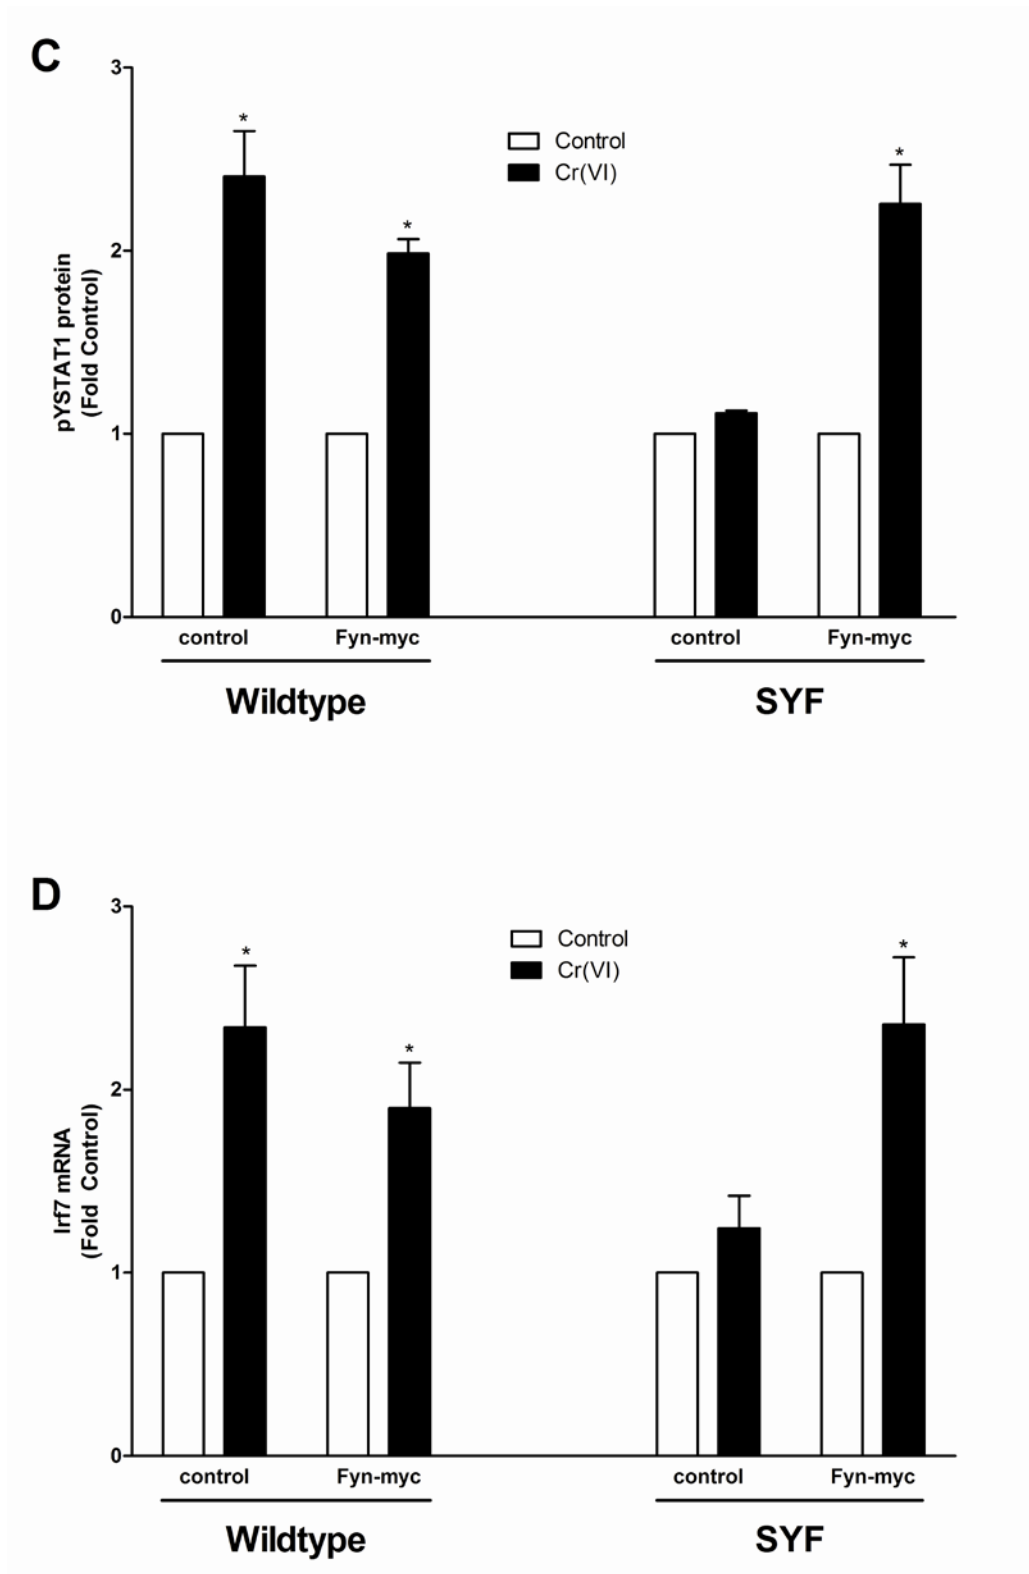 C
3
2
1
0
pYSTAT1 protein
(Fold Control)
*
*
*
Control
Cr(VI)
control
Fyn-myc
control
Fyn-myc
Wildtype
SYF
D
3
2
1
0
Irf7 mRNA
(Fold Control)
*
*
*
Control
Cr(VI)
control
Fyn-myc
control
Fyn-myc
Wildtype
SYF